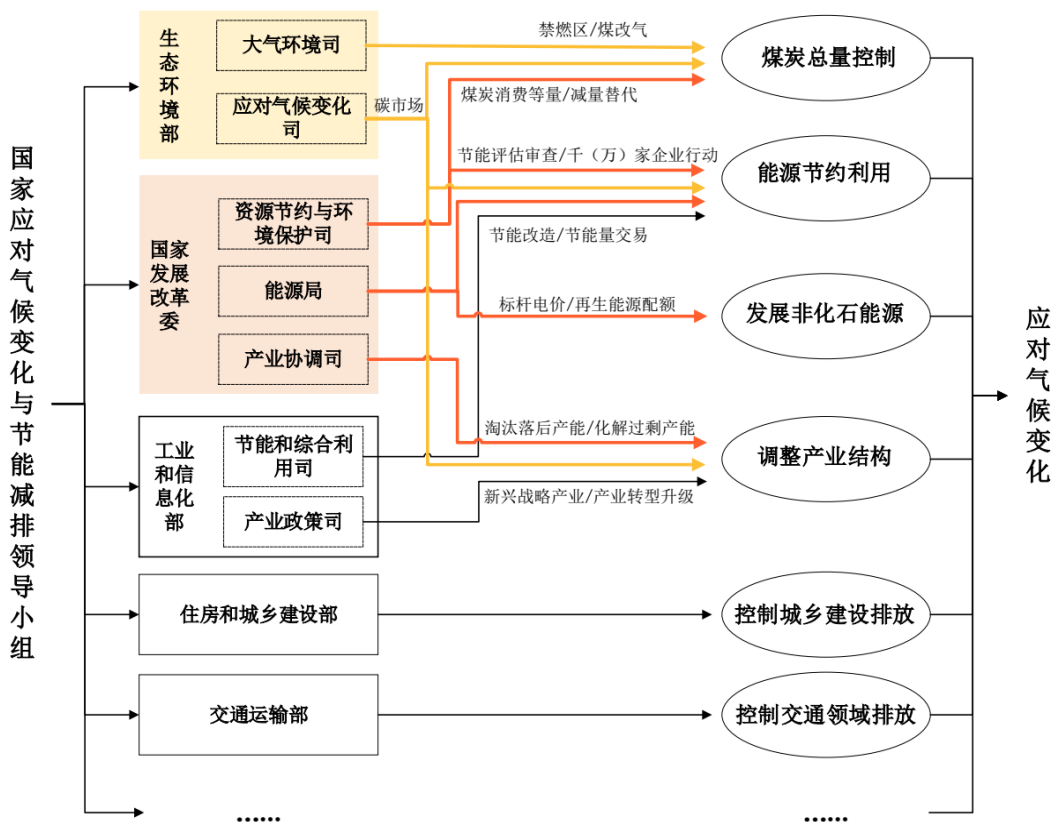 国家应对气候变化与节能减排领导小组
生态环境部
大气环境司
应对气候变化
司
国家
发展
改革
委
资源节约与环
境保护司
能源局
产业协调司
工业
和信
息化
部
节能和综合利
用司
产业政策司
住房和城乡建设部
交通运输部
……
禁燃区/煤改气
碳市场
煤炭消费等量/减量替代
节能评估审查/千（万）家企业行动
节能改造/节能量交易
标杆电价/再生能源配额
淘汰落后产能/化解过剩产能
新兴战略产业/产业转型升级
煤炭总量控制
能源节约利用
发展非化石能源
调整产业结构
控制城乡建设排放
控制交通领域排放
……
应对气候变化